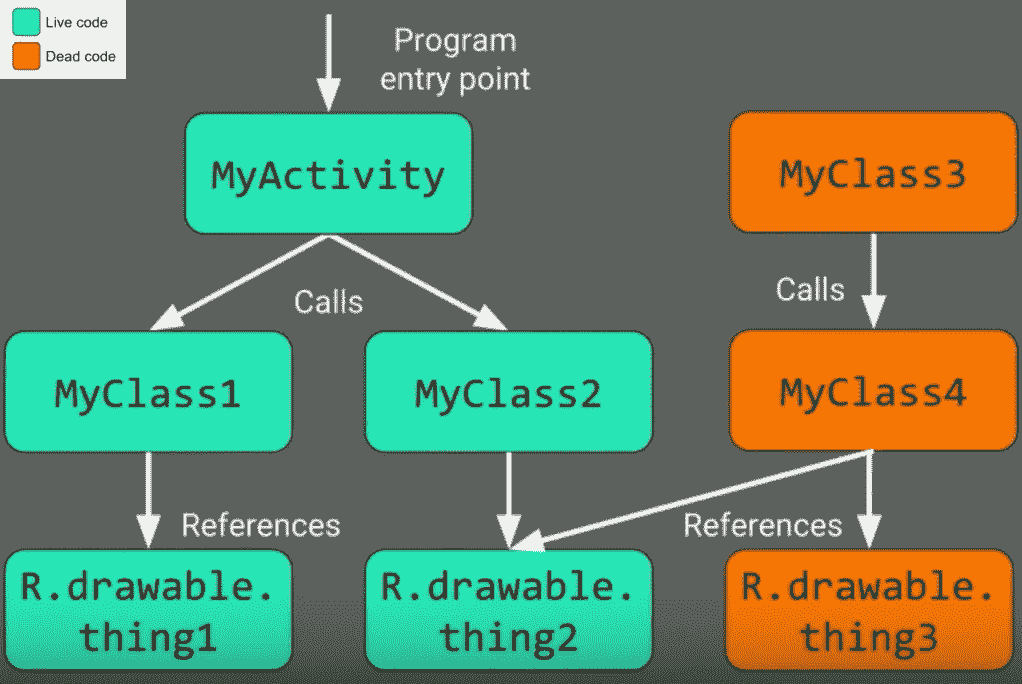 Live code
Dead code
Program
entry point
MyActivity
MyClass3
Calls
Calls
MyClass1
MyClass2
MyClass4
References
References
R.drawable.
thing1
R.drawable.
thing2
R.drawable.
thing3